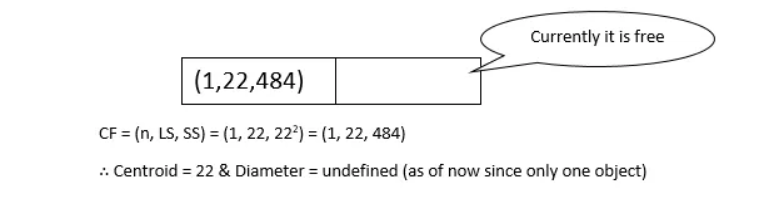 Currently it is free
(1,22,484)
CF = (n, LS, SS) = (1, 22, 22²) = (1, 22, 484)
∴ Centroid = 22 & Diameter = undefined (as of now since only one object)